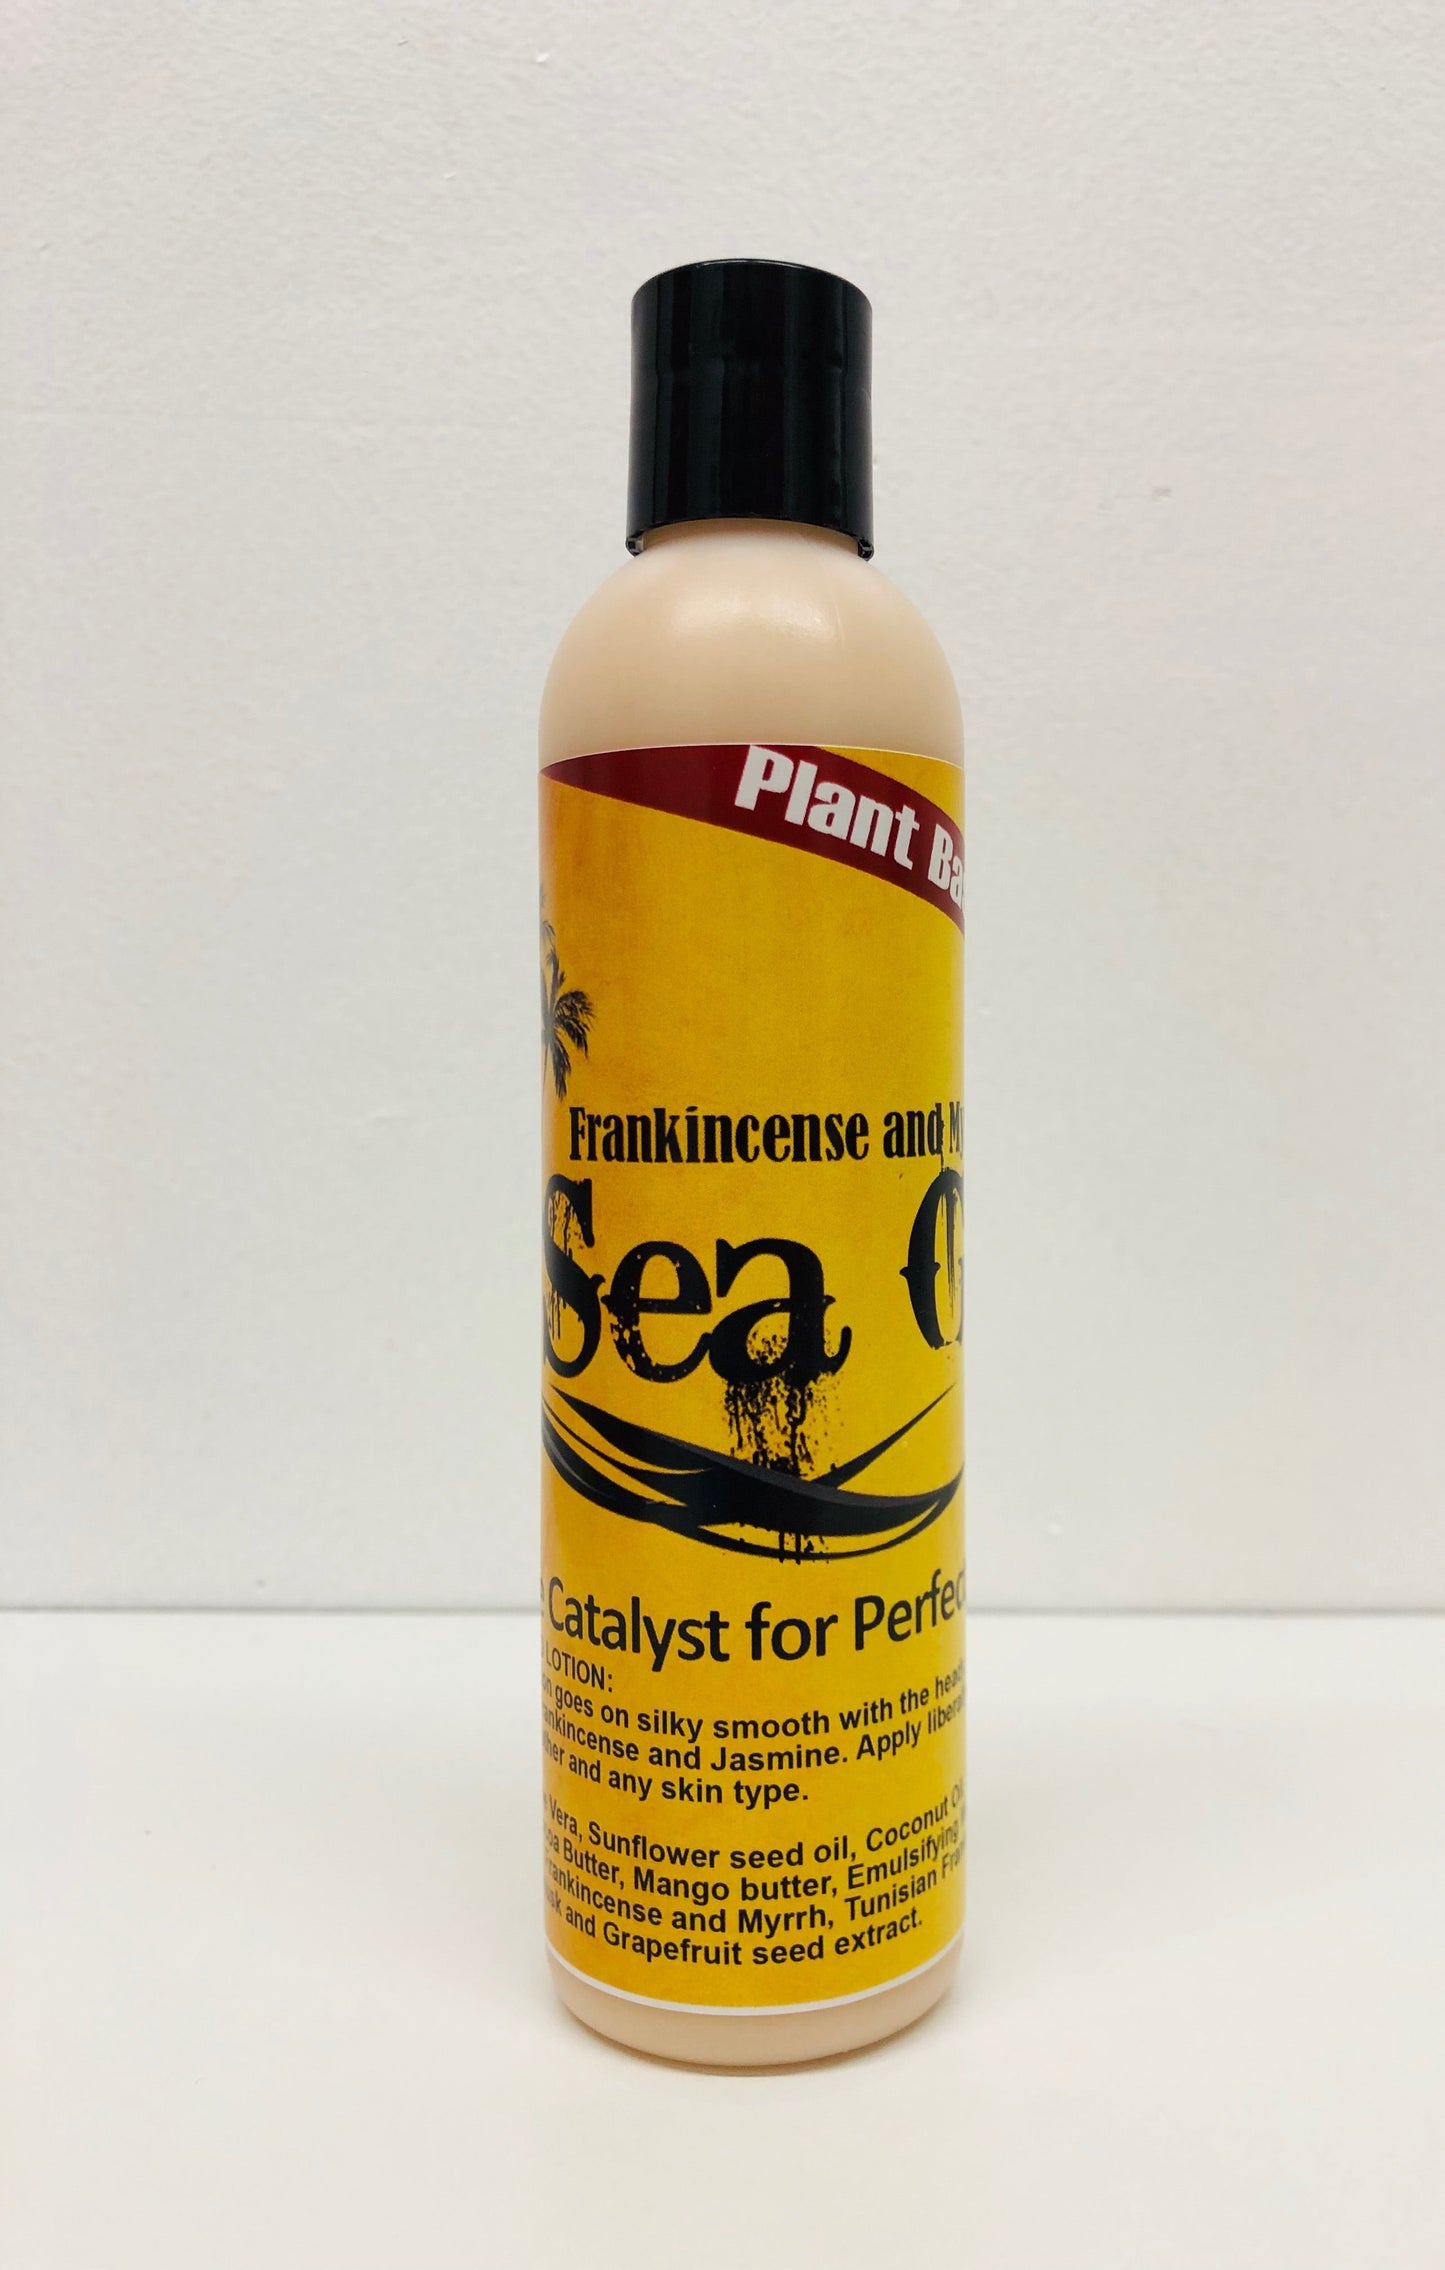 Plant Ba
Frankincense and My
Sea G
Catalyst for Perfec
LOTION:
goes on silky smooth with the head
ankincense and Jasmine. Apply libera
her and any skin type.
Vera, Sunflower seed oil, Coconut Oil
oa Butter, Mango butter, Emulsifying
Frankincense and Myrrh, Tunisian Fran
usk and Grapefruit seed extract.